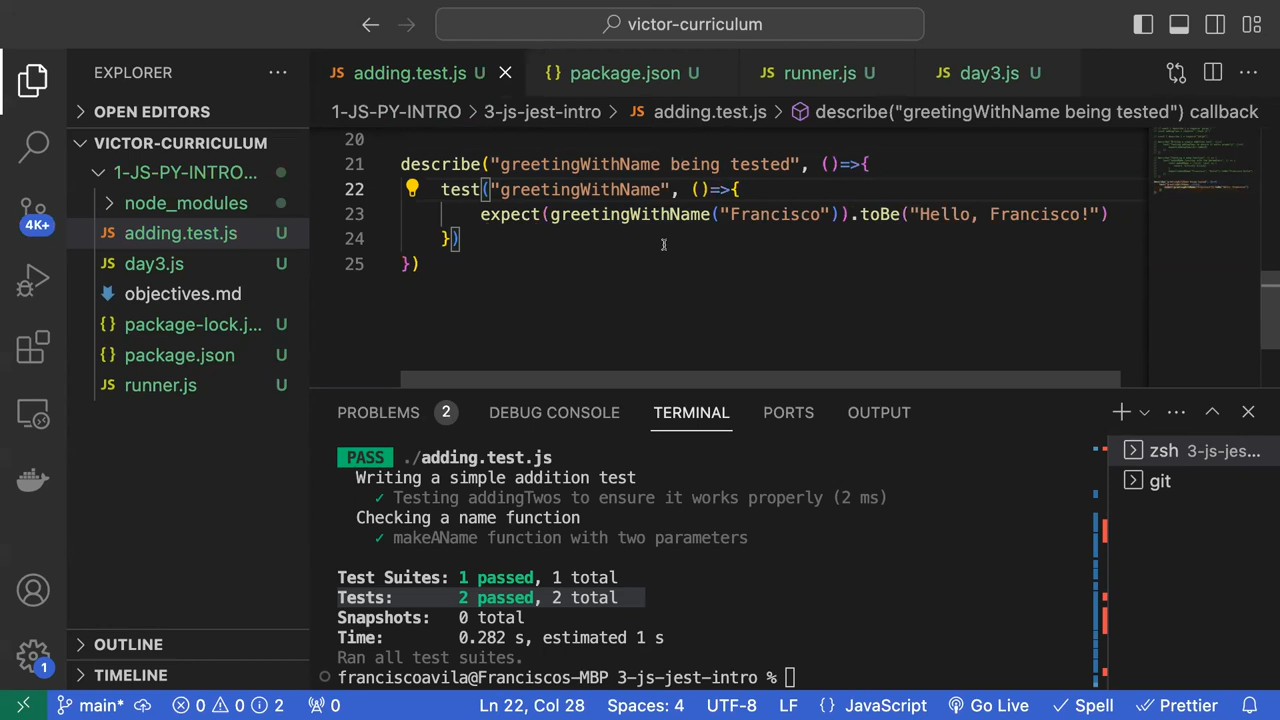 victor-curriculum
EXPLORER
JS adding.test.js U
{} package.json U
JS runner.js U
JS day3.js U
OPEN EDITORS
1-JS-PY-INTRO > 3-js-jest-intro > JS adding.test.js > describe("greetingWithName being tested") callback
VICTOR-CURRICULUM
1-JS-PY-INTRO...
node_modules
JS adding.test.js U
JS day3.js U
objectives.md
{} package-lock.j... U
{} package.json U
JS runner.js U
4K+
20
21 describe("greetingWithName being tested", ()=>{
22 test("greetingWithName", ()=>{
23 expect(greetingWithName("Francisco")).toBe("Hello, Francisco!")
24 })
25 })
PROBLEMS 2 DEBUG CONSOLE TERMINAL PORTS OUTPUT
PASS ./adding.test.js
Writing a simple addition test
✓ Testing addingTwos to ensure it works properly (2 ms)
Checking a name function
✓ makeAName function with two parameters
Test Suites: 1 passed, 1 total
Tests: 2 passed, 2 total
Snapshots: 0 total
Time: 0.282 s, estimated 1 s
Ran all test suites.
franciscoavila@Franciscos-MBP 3-js-jest-intro %
zsh 3-js-jes...
git
OUTLINE
TIMELINE
1
main* 0 0 2 0 Ln 22, Col 28 Spaces: 4 UTF-8 LF {} JavaScript Go Live Spell Prettier